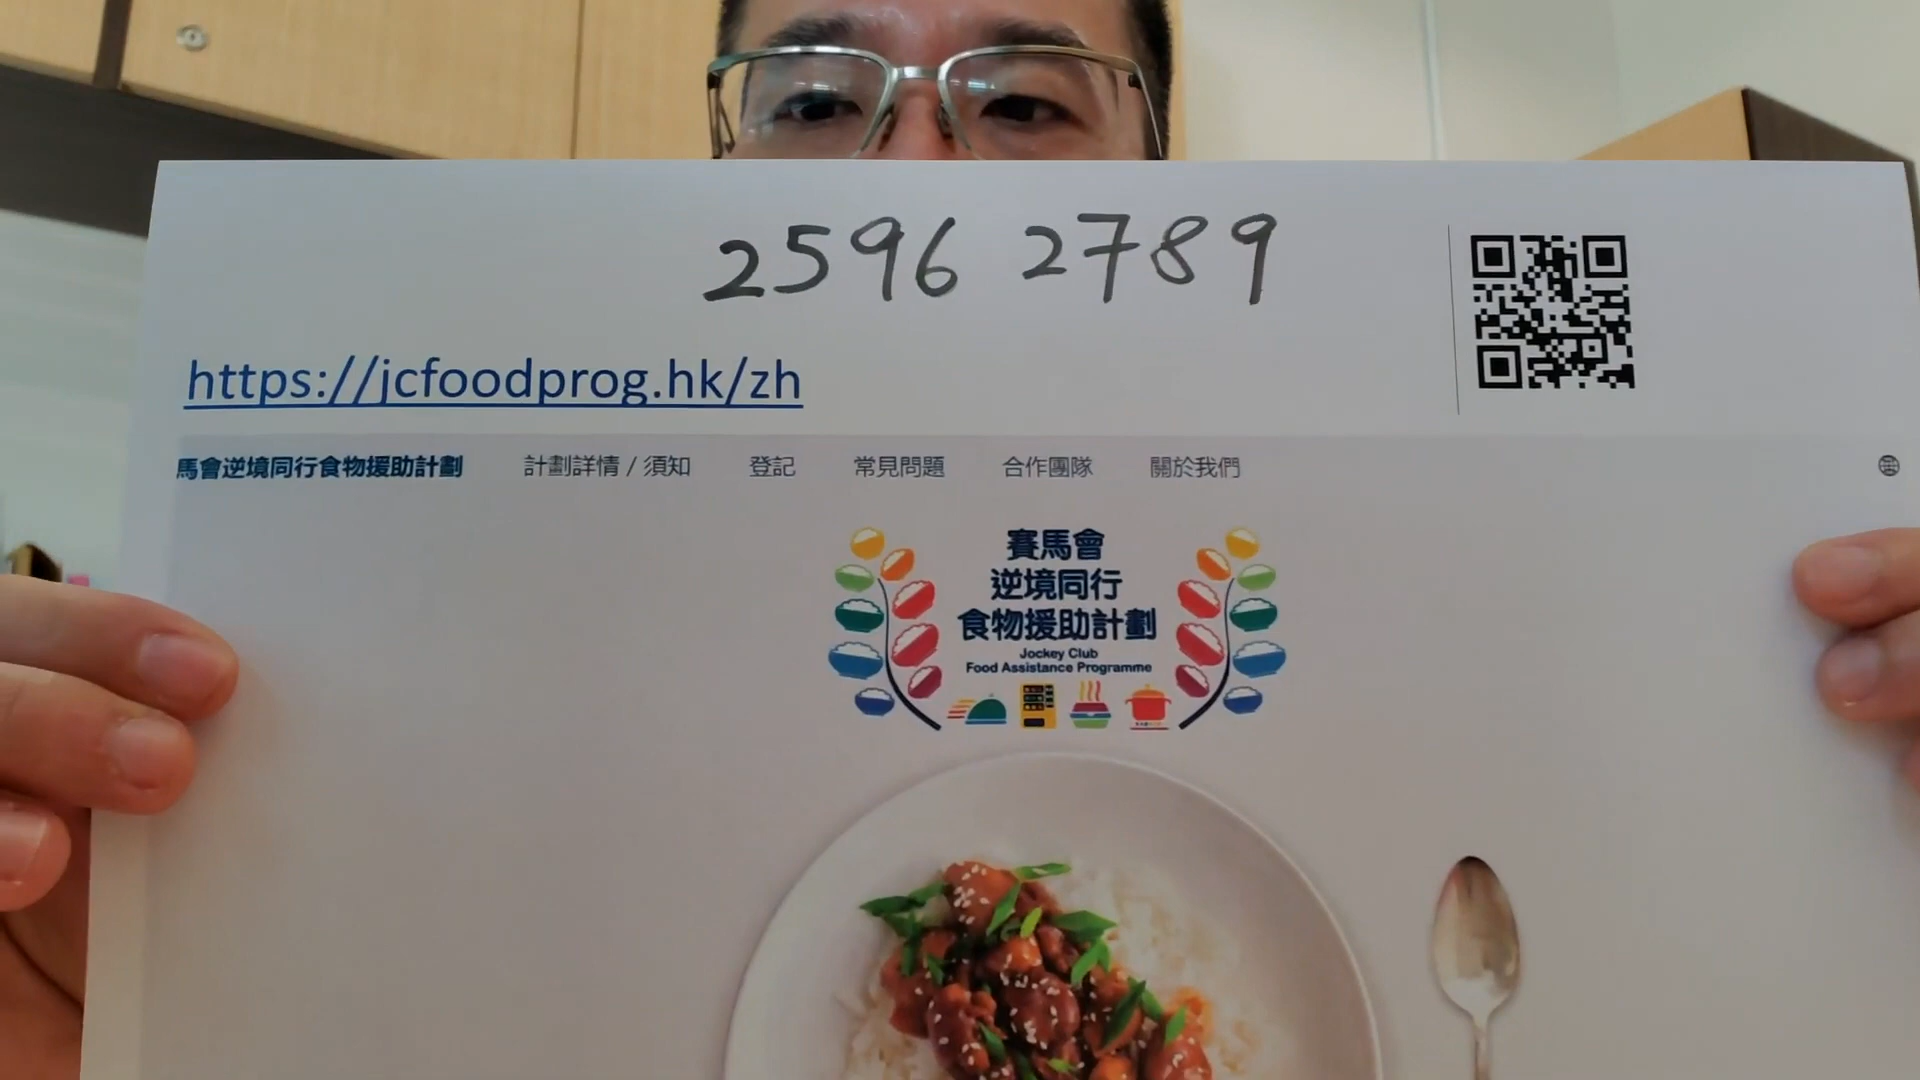 2596 2789
https://jcfoodprog.hk/zh
馬會逆境同行食物援助計劃 計劃詳情 / 須知 登記 常見問題 合作團隊 關於我們
賽馬會
逆境同行
食物援助計劃
Jockey Club
Food Assistance Programme